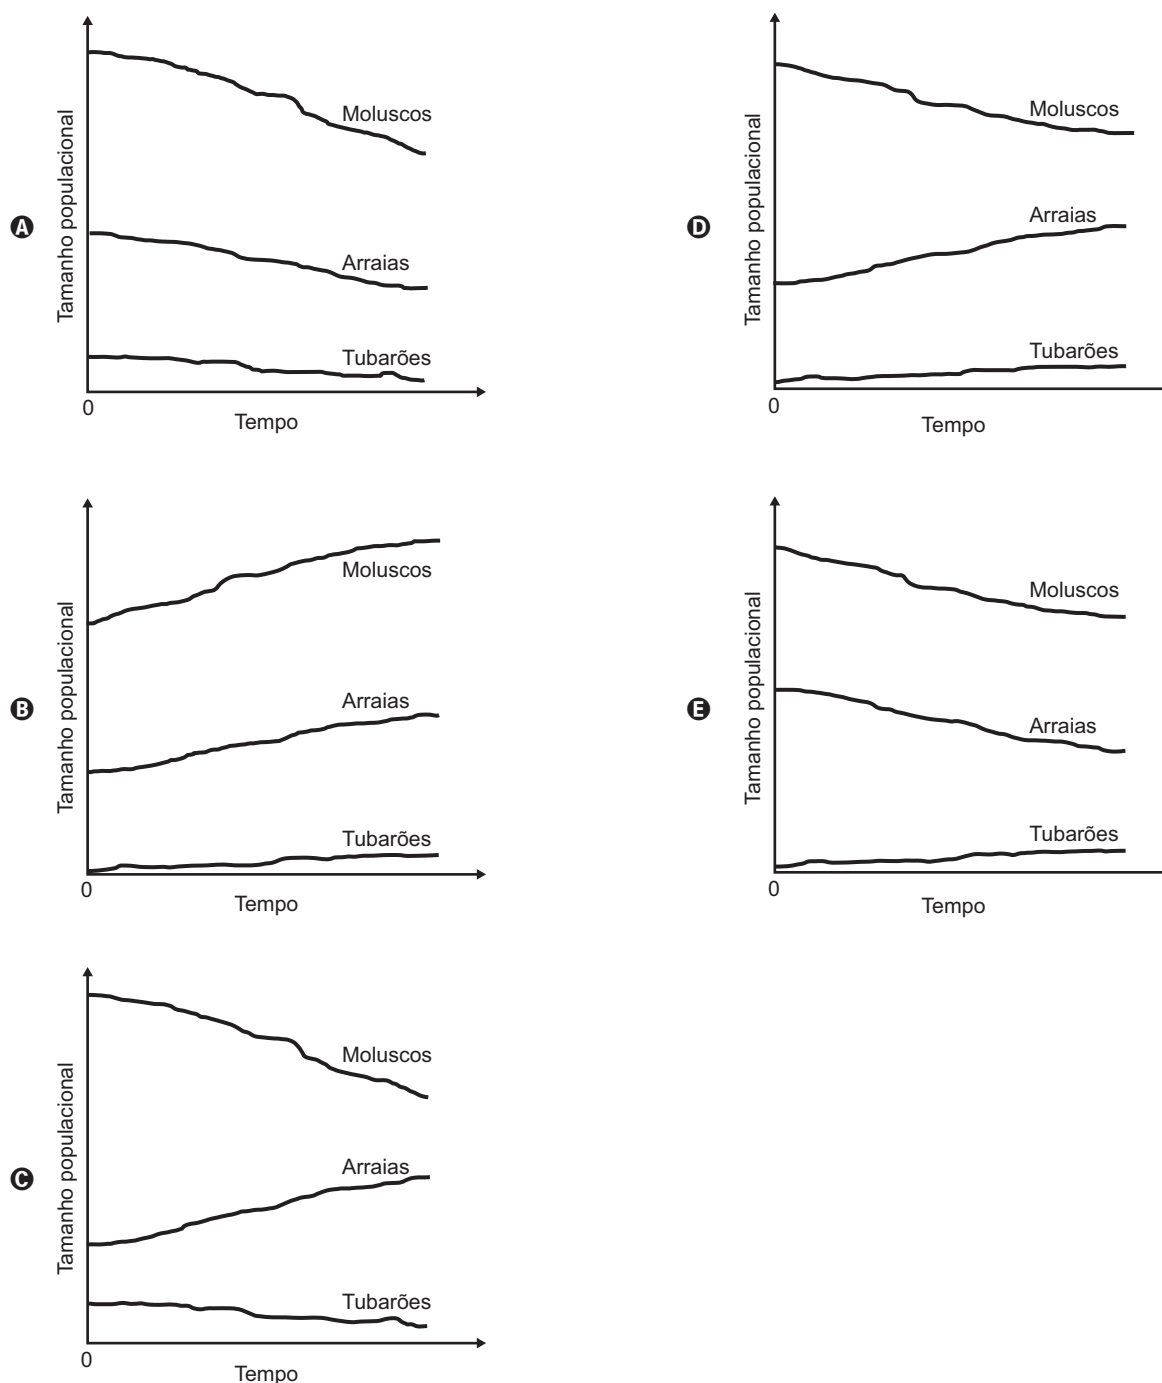 A
Tamanho populacional
Moluscos
Arraias
Tubarões
0
Tempo
B
Tamanho populacional
Moluscos
Arraias
Tubarões
0
Tempo
C
Tamanho populacional
Moluscos
Arraias
Tubarões
0
Tempo
D
Tamanho populacional
Moluscos
Arraias
Tubarões
0
Tempo
E
Tamanho populacional
Moluscos
Arraias
Tubarões
0
Tempo